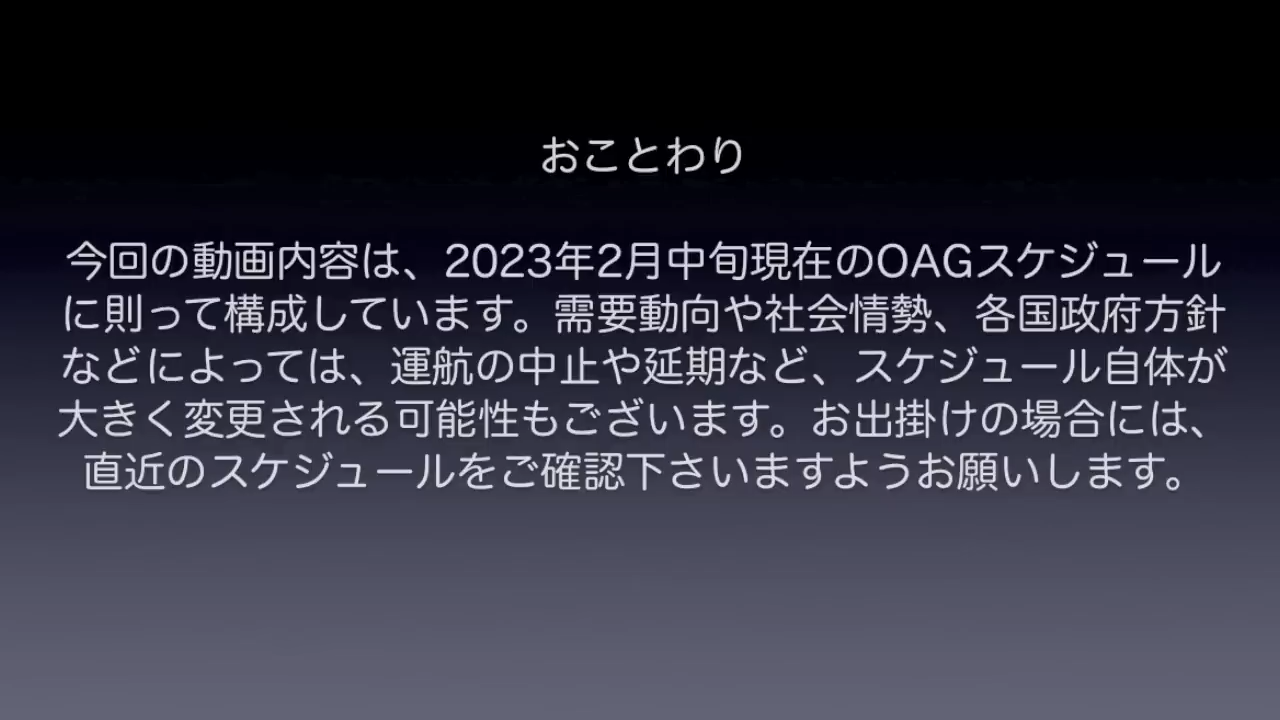 おことわり
今回の動画内容は、2023年2月中旬現在のOAGスケジュール
に則って構成しています。需要動向や社会情勢、各国政府方針
などによっては、運航の中止や延期など、スケジュール自体が
大きく変更される可能性もございます。お出掛けの場合には、
直近のスケジュールをご確認下さいますようお願いします。